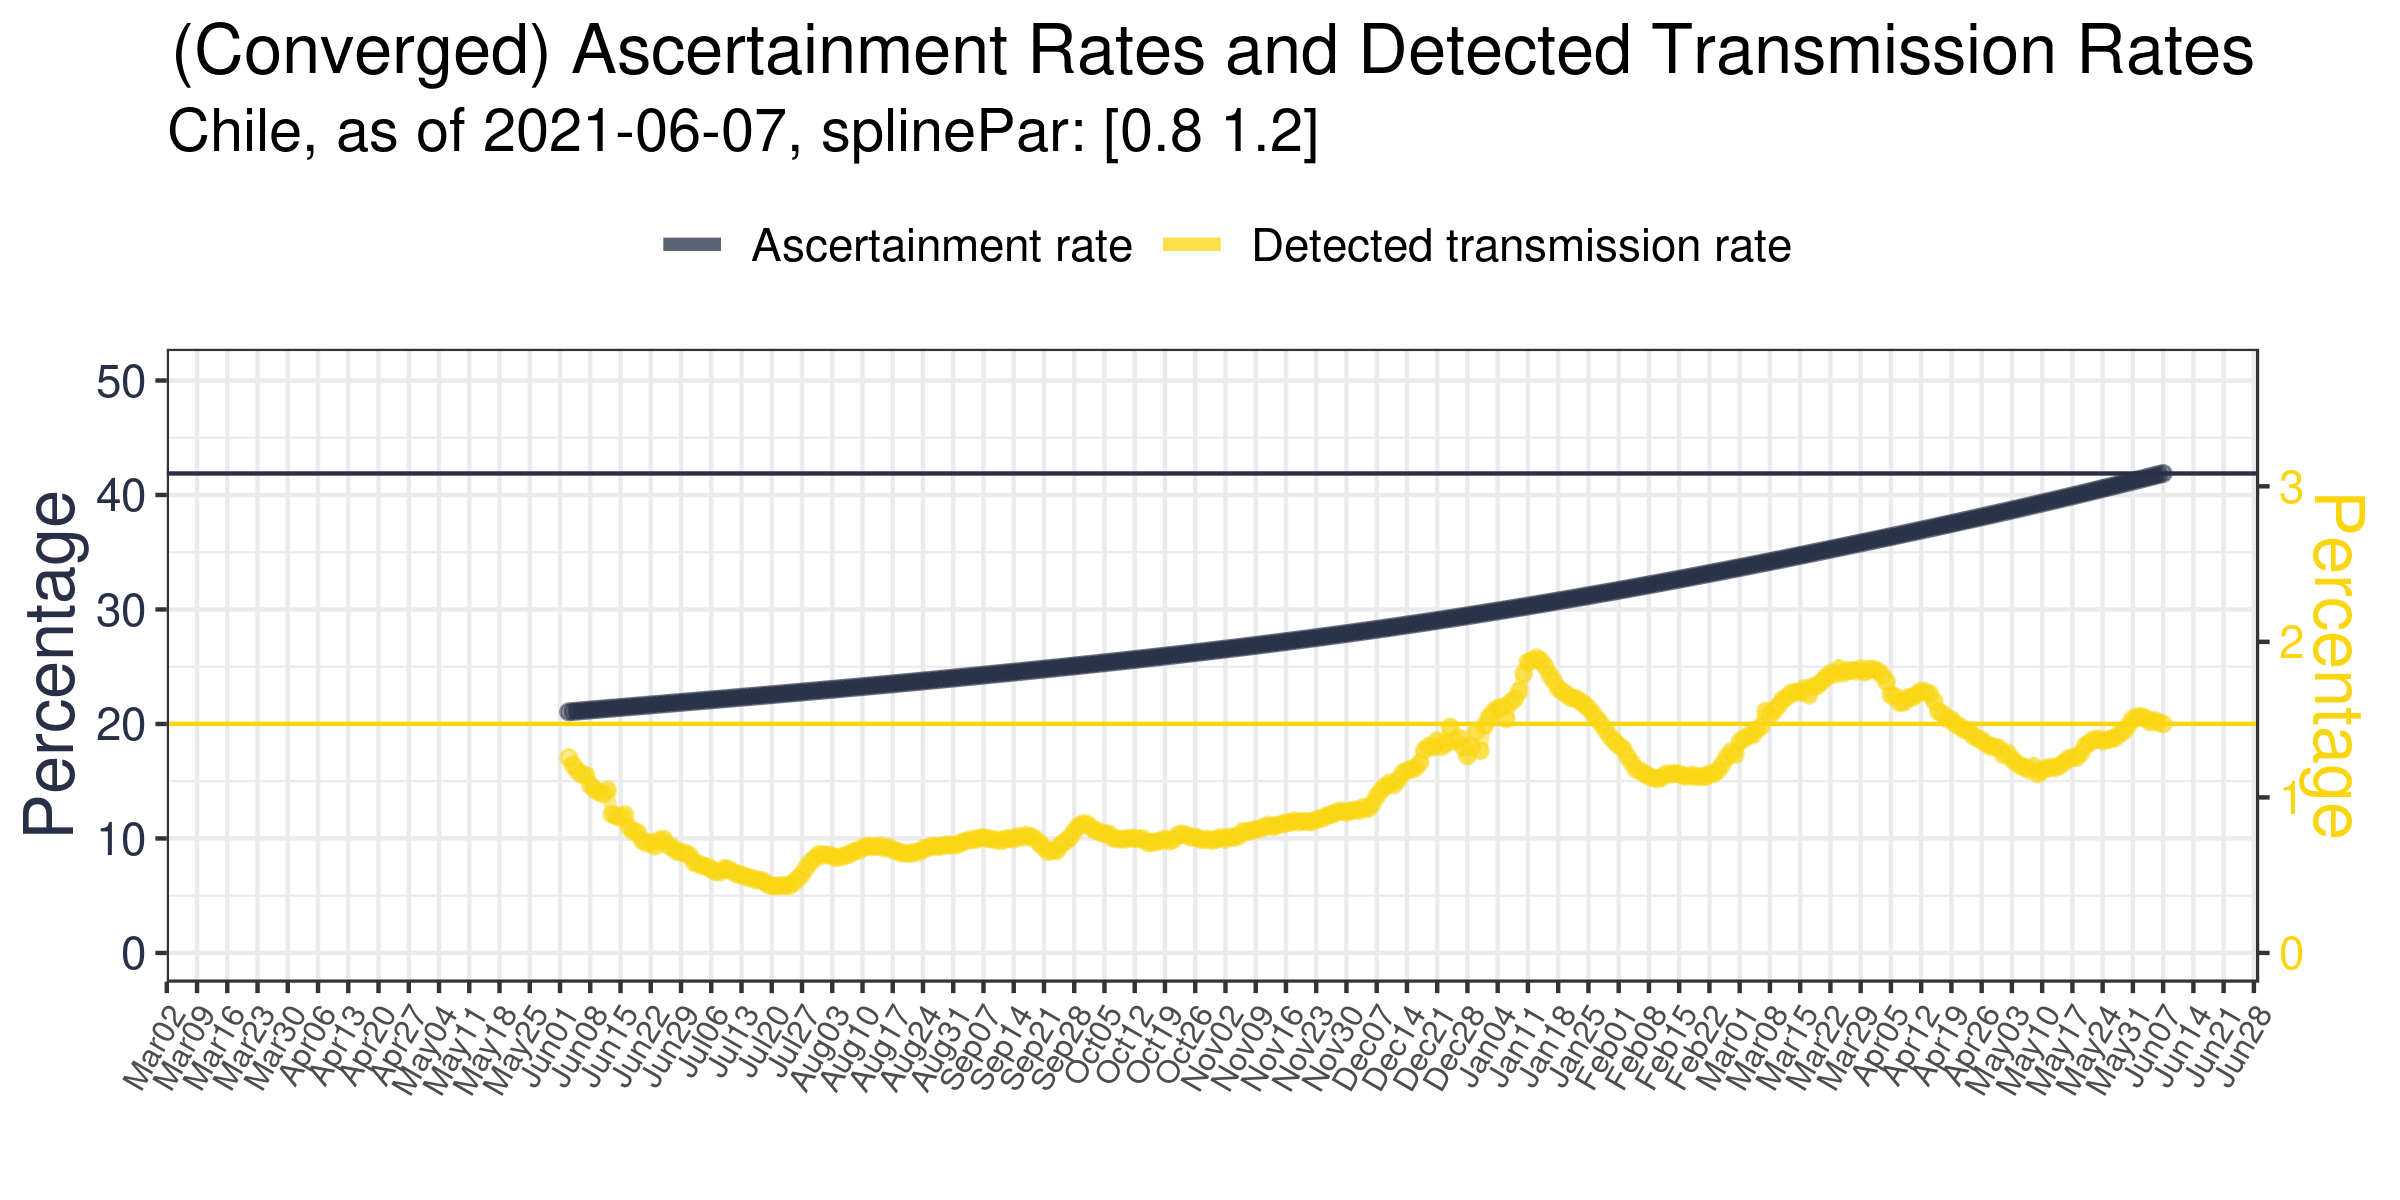 (Converged) Ascertainment Rates and Detected Transmission Rates
Chile, as of 2021-06-07, splinePar: [0.8 1.2]
Ascertainment rate
Detected transmission rate
Percentage
50
40
30
20
10
0
3
2
1
0
Percentage
Mar02
Mar09
Mar16
Mar23
Mar30
Apr06
Apr13
Apr20
Apr27
May04
May11
May18
May25
Jun01
Jun08
Jun15
Jun22
Jun29
Jul06
Jul13
Jul20
Jul27
Aug03
Aug10
Aug17
Aug24
Aug31
Sep07
Sep14
Sep21
Sep28
Oct05
Oct12
Oct19
Oct26
Nov02
Nov09
Nov16
Nov23
Nov30
Dec07
Dec14
Dec21
Dec28
Jan04
Jan11
Jan18
Jan25
Feb01
Feb08
Feb15
Feb22
Mar01
Mar08
Mar15
Mar22
Mar29
Apr05
Apr12
Apr19
Apr26
May03
May10
May17
May24
May31
Jun07
Jun14
Jun21
Jun28